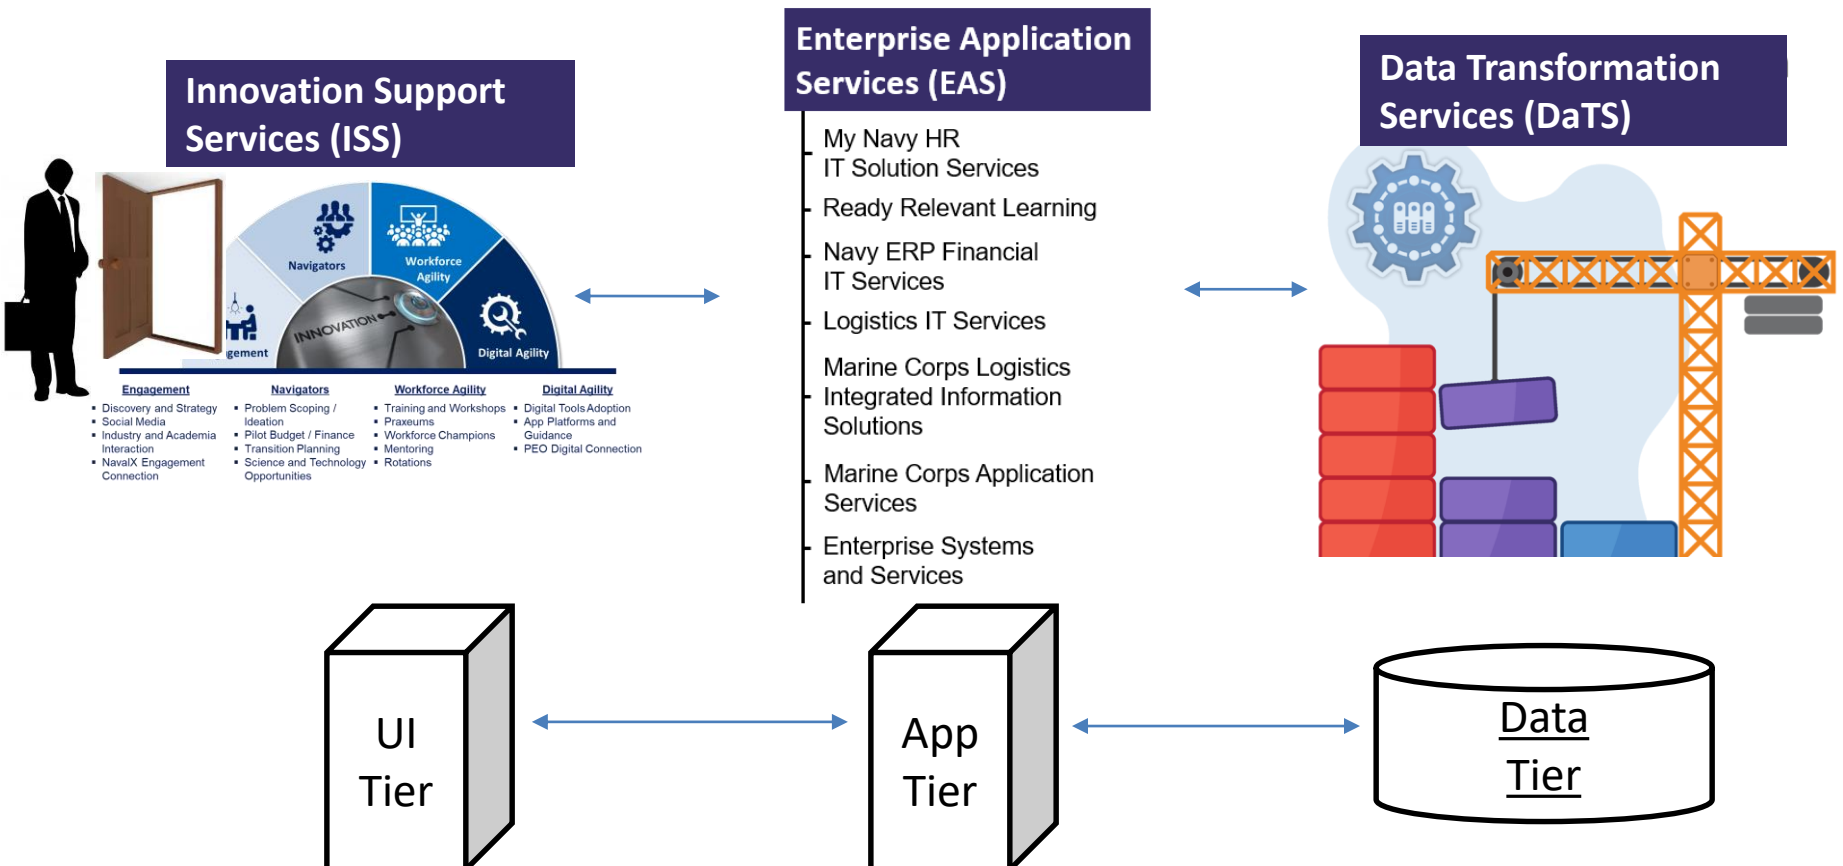 Innovation Support
Services (ISS)
Navigators
Workforce
Agility
gement
INNOVATION
Digital Agility
Engagement
▪ Discovery and Strategy
▪ Social Media
▪ Industry and Academia
Interaction
▪ NavalX Engagement
Connection
Navigators
▪ Problem Scoping /
Ideation
▪ Pilot Budget / Finance
▪ Transition Planning
▪ Science and Technology
Opportunities
Workforce Agility
▪ Training and Workshops
▪ Praxeums
▪ Workforce Champions
▪ Mentoring
▪ Rotations
Digital Agility
▪ Digital Tools Adoption
▪ App Platforms and
Guidance
▪ PEO Digital Connection
Enterprise Application
Services (EAS)
My Navy HR
IT Solution Services
Ready Relevant Learning
Navy ERP Financial
IT Services
Logistics IT Services
Marine Corps Logistics
Integrated Information
Solutions
Marine Corps Application
Services
Enterprise Systems
and Services
Data Transformation
Services (DaTS)
UI
Tier
App
Tier
Data
Tier